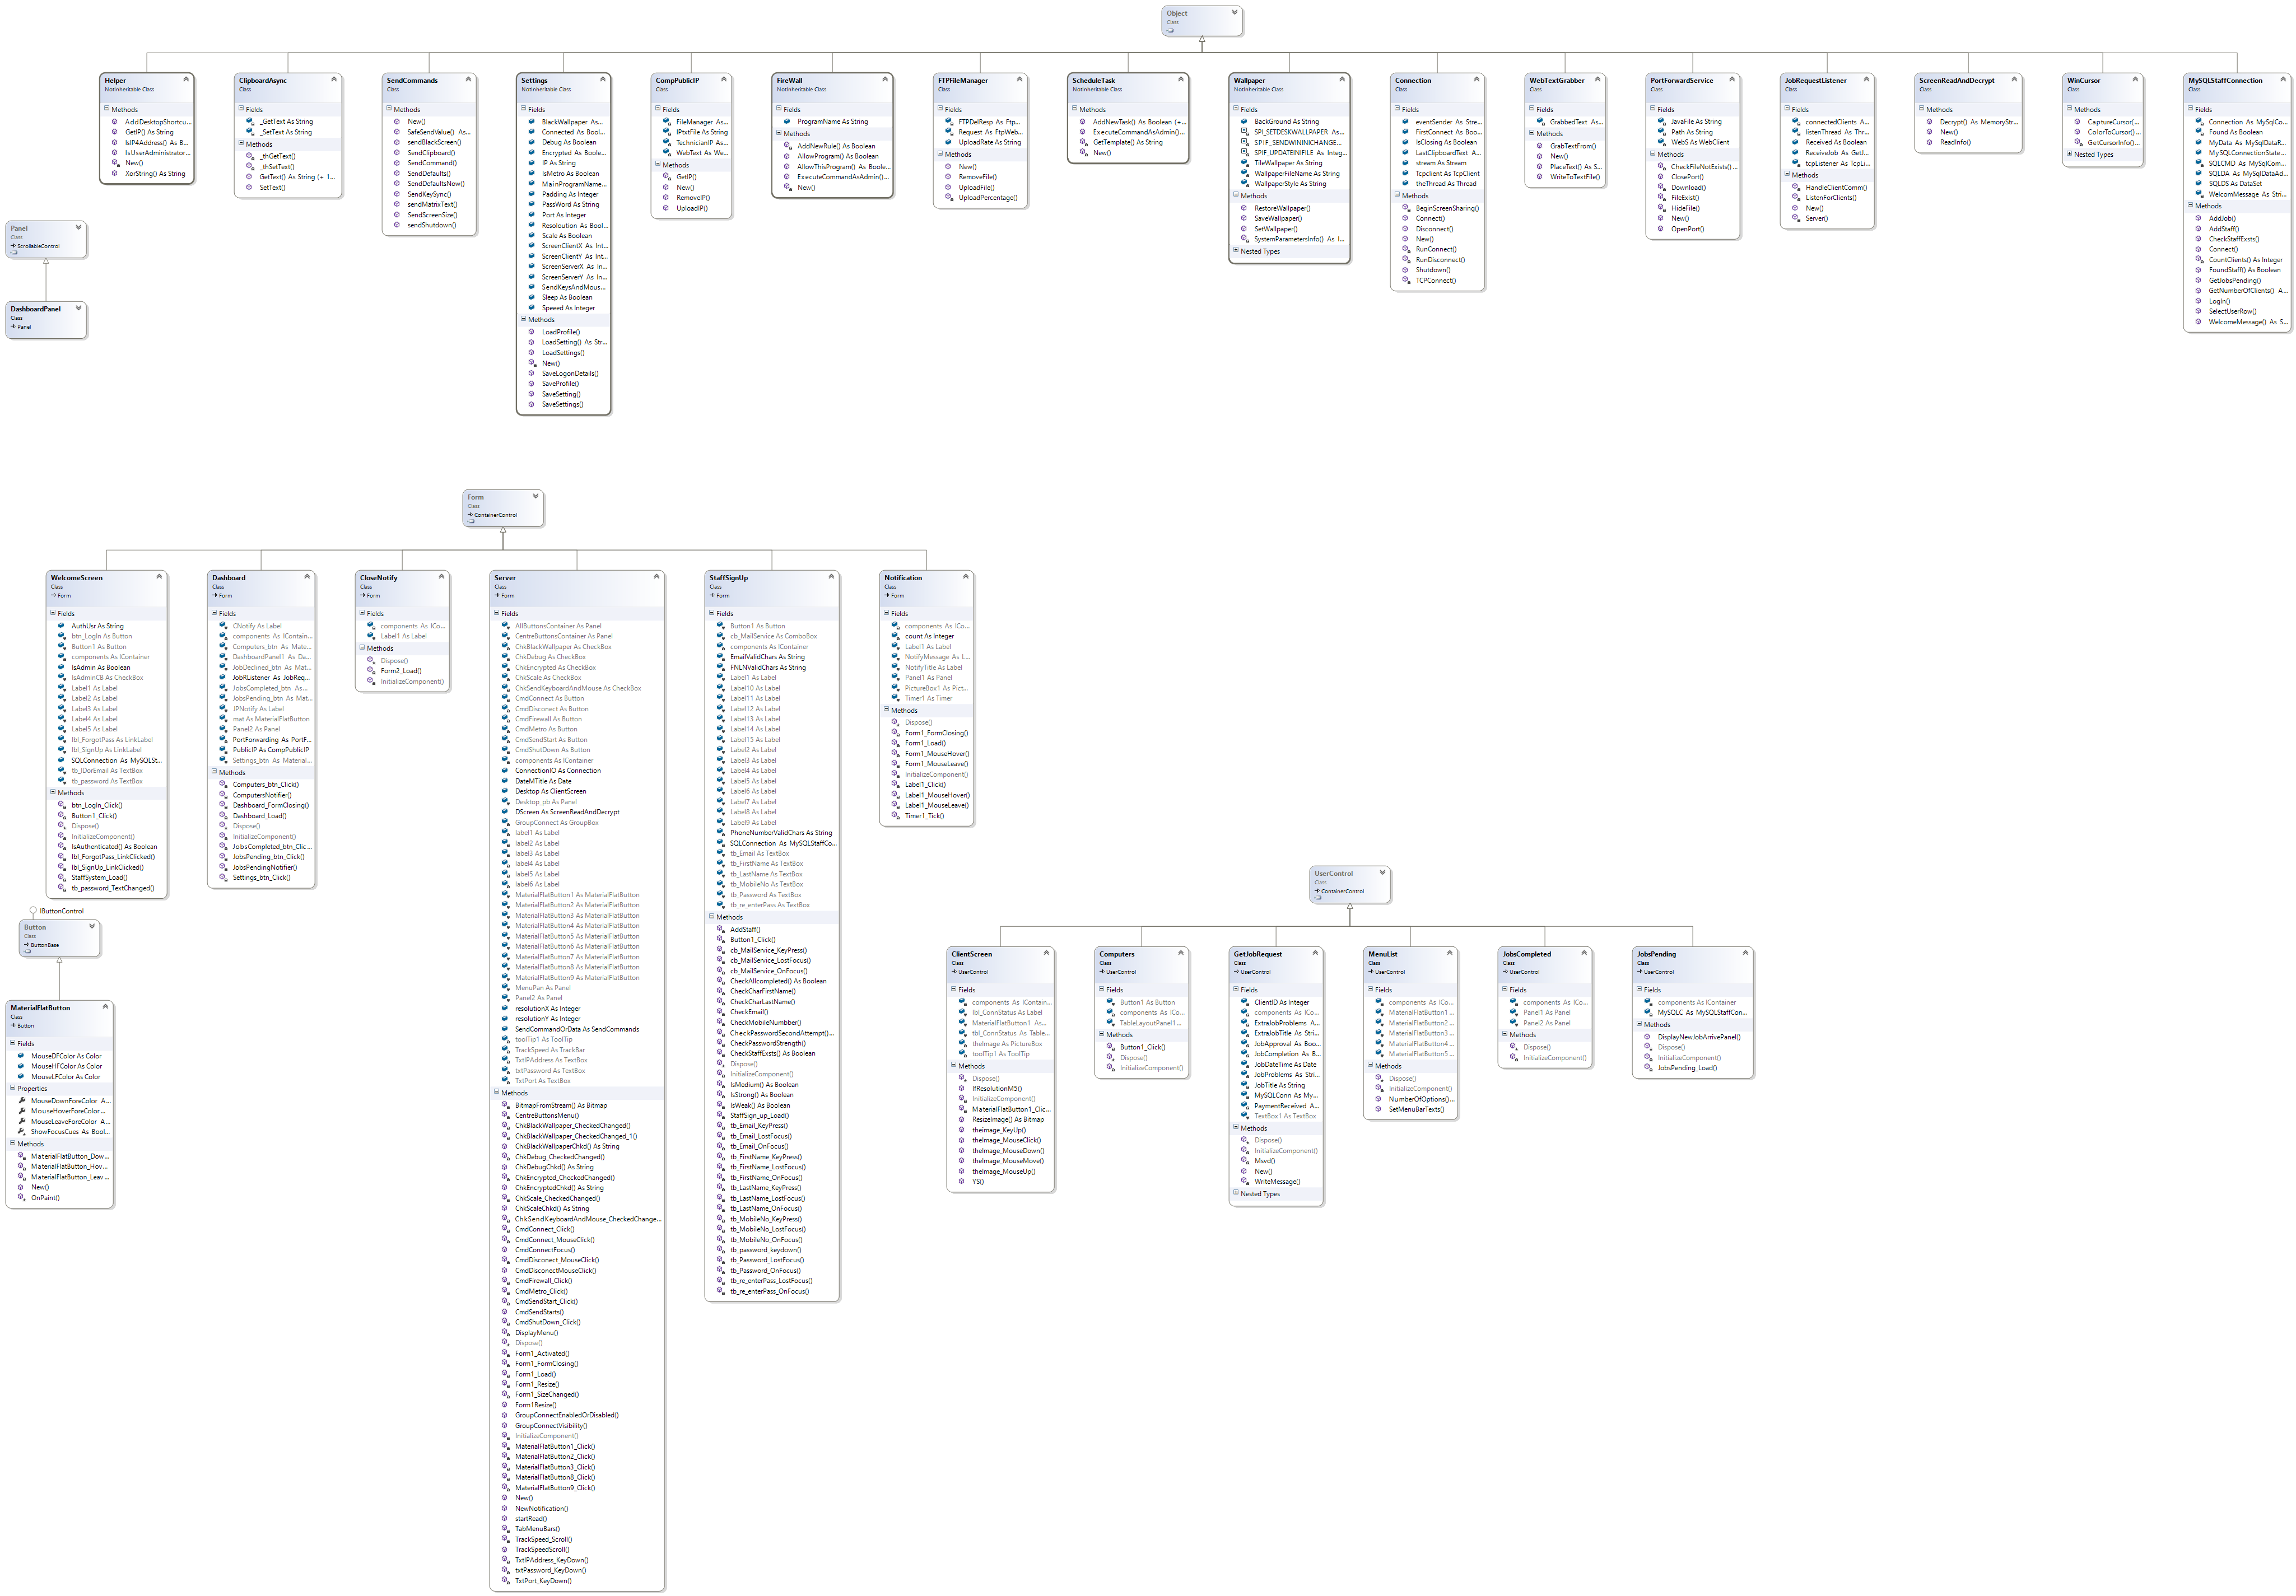 Object
Class
Helper
NotInheritable Class
Methods
AddDesktopShortcu...
GetIP() As String
IsIP4Address() As B...
IsUserAdministrator...
New()
XorString() As String
ClipboardAsync
Class
Fields
_GetText As String
_SetText As String
Methods
_thGetText()
_thSetText()
GetText() As String (+ 1...
SetText()
SendCommands
Class
Methods
New()
SafeSendValue() As...
sendBlackScreen()
SendClipboard()
SendCommand()
SendDefaults()
SendDefaultsNow()
SendKeySync()
sendMatrixText()
SendScreenSize()
sendShutdown()
Settings
NotInheritable Class
Fields
BlackWallpaper As...
Connected As Bool...
Debug As Boolean
Encrypted As Boole...
IP As String
IsMetro As Boolean
MainProgramName...
Padding As Integer
PassWord As String
Port As Integer
Resoloution As Bool...
Scale As Boolean
ScreenClientX As Int...
ScreenClientY As Int...
ScreenServerX As In...
ScreenServerY As In...
SendKeysAndMous...
Sleep As Boolean
Speeed As Integer
Methods
LoadProfile()
LoadSetting() As Str...
LoadSettings()
New()
SaveLogonDetails()
SaveProfile()
SaveSetting()
SaveSettings()
CompPublicIP
Class
Fields
FileManager As...
IPtxtFile As String
TechnicianIP As...
WebText As We...
Methods
GetIP()
New()
RemoveIP()
UploadIP()
FireWall
NotInheritable Class
Fields
ProgramName As String
Methods
AddNewRule() As Boolean
AllowProgram() As Boolean
AllowThisProgram() As Boole...
ExecuteCommandAsAdmin()...
New()
FTPFileManager
Class
Fields
FTPDelResp As Ftp...
Request As FtpWeb...
UploadRate As String
Methods
New()
RemoveFile()
UploadFile()
UploadPercentage()
ScheduleTask
NotInheritable Class
Methods
AddNewTask() As Boolean (+...
ExecuteCommandAsAdmin()...
GetTemplate() As String
New()
Wallpaper
NotInheritable Class
Fields
BackGround As String
SPI_SETDESKWALLPAPER As...
SPIF_SENDWININICHANGE...
SPIF_UPDATEINIFILE As Integ...
TileWallpaper As String
WallpaperFileName As String
WallpaperStyle As String
Methods
RestoreWallpaper()
SaveWallpaper()
SetWallpaper()
SystemParametersInfo() As I...
Nested Types
Connection
Class
Fields
eventSender As Stre...
FirstConnect As Boo...
IsClosing As Boolean
LastClipboardText A...
stream As Stream
Tcpclient As TcpClient
theThread As Thread
Methods
BeginScreenSharing()
Connect()
Disconnect()
New()
RunConnect()
RunDisconnect()
Shutdown()
TCPConnect()
WebTextGrabber
Class
Fields
GrabbedText As...
Methods
GrabTextFrom()
New()
PlaceText() As S...
WriteToTextFile()
PortForwardService
Class
Fields
JavaFile As String
Path As String
WebS As WebClient
Methods
CheckFileNotExists()...
ClosePort()
Download()
FileExist()
HideFile()
New()
OpenPort()
JobRequestListener
Class
Fields
connectedClients A...
listenThread As Thr...
Received As Boolean
ReceiveJob As GetJ...
tcpListener As TcpLi...
Methods
HandleClientComm()
ListenForClients()
New()
Server()
ScreenReadAndDecrypt
Class
Methods
Decrypt() As MemoryStr...
New()
ReadInfo()
WinCursor
Class
Methods
CaptureCursor(...
ColorToCursor()...
GetCursorInfo()...
Nested Types
MySQLStaffConnection
Class
Fields
Connection As MySqlCo...
Found As Boolean
MyData As MySqlDataR...
MySQLConnectionState...
SQLCMD As MySqlCom...
SQLDA As MySqlDataAd...
SQLDS As DataSet
WelcomMessage As Stri...
Methods
AddJob()
AddStaff()
CheckStaffExsts()
Connect()
CountClients() As Integer
FoundStaff() As Boolean
GetJobsPending()
GetNumberOfClients() A...
LogIn()
SelectUserRow()
WelcomeMessage() As S...
Panel
Class
ScrollableControl
DashboardPanel
Class
Panel
Form
Class
ContainerControl
WelcomeScreen
Class
Form
Fields
AuthUsr As String
btn_LogIn As Button
Button1 As Button
components As IContainer
IsAdmin As Boolean
IsAdminCB As CheckBox
Label1 As Label
Label2 As Label
Label3 As Label
Label4 As Label
Label5 As Label
lbl_ForgotPass As LinkLabel
lbl_SignUp As LinkLabel
SQLConnection As MySQLSt...
tb_IDorEmail As TextBox
tb_password As TextBox
Methods
btn_LogIn_Click()
Button1_Click()
Dispose()
InitializeComponent()
IsAuthenticated() As Boolean
lbl_ForgotPass_LinkClicked()
lbl_SignUp_LinkClicked()
StaffSystem_Load()
tb_password_TextChanged()
Dashboard
Class
Form
Fields
CNotify As Label
components As IContain...
Computers_btn As Mate...
DashboardPanel1 As Da...
JobDeclined_btn As Mat...
JobRListener As JobReq...
JobsCompleted_btn As...
JobsPending_btn As Mat...
JPNotify As Label
mat As MaterialFlatButton
Panel2 As Panel
PortForwarding As PortF...
PublicIP As CompPublicIP
Settings_btn As Material...
Methods
Computers_btn_Click()
ComputersNotifier()
Dashboard_FormClosing()
Dashboard_Load()
Dispose()
InitializeComponent()
JobsCompleted_btn_Clic...
JobsPending_btn_Click()
JobsPendingNotifier()
Settings_btn_Click()
CloseNotify
Class
Form
Fields
components As ICo...
Label1 As Label
Methods
Dispose()
Form2_Load()
InitializeComponent()
Server
Class
Form
Fields
AllButtonsContainer As Panel
CentreButtonsContainer As Panel
ChkBlackWallpaper As CheckBox
ChkDebug As CheckBox
ChkEncrypted As CheckBox
ChkScale As CheckBox
ChkSendKeyboardAndMouse As CheckBox
CmdConnect As Button
CmdDisconect As Button
CmdFirewall As Button
CmdMetro As Button
CmdSendStart As Button
CmdShutDown As Button
components As IContainer
ConnectionIO As Connection
DateMTitle As Date
Desktop As ClientScreen
Desktop_pb As Panel
DScreen As ScreenReadAndDecrypt
GroupConnect As GroupBox
label1 As Label
label2 As Label
label3 As Label
label4 As Label
label5 As Label
label6 As Label
MaterialFlatButton1 As MaterialFlatButton
MaterialFlatButton2 As MaterialFlatButton
MaterialFlatButton3 As MaterialFlatButton
MaterialFlatButton4 As MaterialFlatButton
MaterialFlatButton5 As MaterialFlatButton
MaterialFlatButton6 As MaterialFlatButton
MaterialFlatButton7 As MaterialFlatButton
MaterialFlatButton8 As MaterialFlatButton
MaterialFlatButton9 As MaterialFlatButton
MenuPan As Panel
Panel2 As Panel
resolutionX As Integer
resolutionY As Integer
SendCommandOrData As SendCommands
toolTip1 As ToolTip
TrackSpeed As TrackBar
TxtIPAddress As TextBox
txtPassword As TextBox
TxtPort As TextBox
Methods
BitmapFromStream() As Bitmap
CentreButtonsMenu()
ChkBlackWallpaper_CheckedChanged()
ChkBlackWallpaper_CheckedChanged_1()
ChkBlackWallpaperChkd() As String
ChkDebug_CheckedChanged()
ChkDebugChkd() As String
ChkEncrypted_CheckedChanged()
ChkEncryptedChkd() As String
ChkScale_CheckedChanged()
ChkScaleChkd() As String
ChkSendKeyboardAndMouse_CheckedChange...
CmdConnect_Click()
CmdConnect_MouseClick()
CmdConnectFocus()
CmdDisconect_MouseClick()
CmdDisconectMouseClick()
CmdFirewall_Click()
CmdMetro_Click()
CmdSendStart_Click()
CmdSendStarts()
CmdShutDown_Click()
DisplayMenu()
Dispose()
Form1_Activated()
Form1_FormClosing()
Form1_Load()
Form1_Resize()
Form1_SizeChanged()
Form1Resize()
GroupConnectEnabledOrDisabled()
GroupConnectVisibility()
InitializeComponent()
MaterialFlatButton1_Click()
MaterialFlatButton2_Click()
MaterialFlatButton3_Click()
MaterialFlatButton8_Click()
MaterialFlatButton9_Click()
New()
NewNotification()
startRead()
TabMenuBars()
TrackSpeed_Scroll()
TrackSpeedScroll()
TxtIPAddress_KeyDown()
txtPassword_KeyDown()
TxtPort_KeyDown()
StaffSignUp
Class
Form
Fields
Button1 As Button
cb_MailService As ComboBox
components As IContainer
EmailValidChars As String
FNLNValidChars As String
Label1 As Label
Label10 As Label
Label11 As Label
Label12 As Label
Label13 As Label
Label14 As Label
Label15 As Label
Label2 As Label
Label3 As Label
Label4 As Label
Label5 As Label
Label6 As Label
Label7 As Label
Label8 As Label
Label9 As Label
PhoneNumberValidChars As String
SQLConnection As MySQLStaffCo...
tb_Email As TextBox
tb_FirstName As TextBox
tb_LastName As TextBox
tb_MobileNo As TextBox
tb_Password As TextBox
tb_re_enterPass As TextBox
Methods
AddStaff()
Button1_Click()
cb_MailService_KeyPress()
cb_MailService_LostFocus()
cb_MailService_OnFocus()
CheckAllcompleted() As Boolean
CheckCharFirstName()
CheckCharLastName()
CheckEmail()
CheckMobileNumbber()
CheckPasswordSecondAttempt()...
CheckPasswordStrength()
CheckStaffExsts() As Boolean
Dispose()
InitializeComponent()
IsMedium() As Boolean
IsStrong() As Boolean
IsWeak() As Boolean
StaffSign_up_Load()
tb_Email_KeyPress()
tb_Email_LostFocus()
tb_Email_OnFocus()
tb_FirstName_KeyPress()
tb_FirstName_LostFocus()
tb_FirstName_OnFocus()
tb_LastName_KeyPress()
tb_LastName_LostFocus()
tb_LastName_OnFocus()
tb_MobileNo_KeyPress()
tb_MobileNo_LostFocus()
tb_MobileNo_OnFocus()
tb_password_keydown()
tb_Password_LostFocus()
tb_Password_OnFocus()
tb_re_enterPass_LostFocus()
tb_re_enterPass_OnFocus()
Notification
Class
Form
Fields
components As ICo...
count As Integer
Label1 As Label
NotifyMessage As L...
NotifyTitle As Label
Panel1 As Panel
PictureBox1 As Pict...
Timer1 As Timer
Methods
Dispose()
Form1_FormClosing()
Form1_Load()
Form1_MouseHover()
Form1_MouseLeave()
InitializeComponent()
Label1_Click()
Label1_MouseHover()
Label1_MouseLeave()
Timer1_Tick()
IButtonControl
Button
Class
ButtonBase
MaterialFlatButton
Class
Button
Fields
MouseDFColor As Color
MouseHFColor As Color
MouseLFColor As Color
Properties
MouseDownForeColor A...
MouseHoverForeColor...
MouseLeaveForeColor A...
ShowFocusCues As Bool...
Methods
MaterialFlatButton_Dow...
MaterialFlatButton_Hov...
MaterialFlatButton_Leav...
New()
OnPaint()
UserControl
Class
ContainerControl
ClientScreen
Class
UserControl
Fields
components As IContain...
lbl_ConnStatus As Label
MaterialFlatButton1 As...
tbl_ConnStatus As Table...
theImage As PictureBox
toolTip1 As ToolTip
Methods
Dispose()
IfResolutionM5()
InitializeComponent()
MaterialFlatButton1_Clic...
ResizeImage() As Bitmap
theimage_KeyUp()
theImage_MouseClick()
theImage_MouseDown()
theImage_MouseMove()
theImage_MouseUp()
YS()
Computers
Class
UserControl
Fields
Button1 As Button
components As ICo...
TableLayoutPanel1...
Methods
Button1_Click()
Dispose()
InitializeComponent()
GetJobRequest
Class
UserControl
Fields
ClientID As Integer
components As ICo...
ExtraJobProblems A...
ExtraJobTitle As Stri...
JobApproval As Boo...
JobCompletion As B...
JobDateTime As Date
JobProblems As Stri...
JobTitle As String
MySQLConn As My...
PaymentReceived A...
TextBox1 As TextBox
Methods
Dispose()
InitializeComponent()
Msvd()
New()
WriteMessage()
Nested Types
MenuList
Class
UserControl
Fields
components As ICo...
MaterialFlatButton1 ...
MaterialFlatButton2 ...
MaterialFlatButton3 ...
MaterialFlatButton4 ...
MaterialFlatButton5 ...
Methods
Dispose()
InitializeComponent()
NumberOfOptions()...
SetMenuBarTexts()
JobsCompleted
Class
UserControl
Fields
components As ICo...
Panel1 As Panel
Panel2 As Panel
Methods
Dispose()
InitializeComponent()
JobsPending
Class
UserControl
Fields
components As IContainer
MySQLC As MySQLStaffCon...
Methods
DisplayNewJobArrivePanel()
Dispose()
InitializeComponent()
JobsPending_Load()